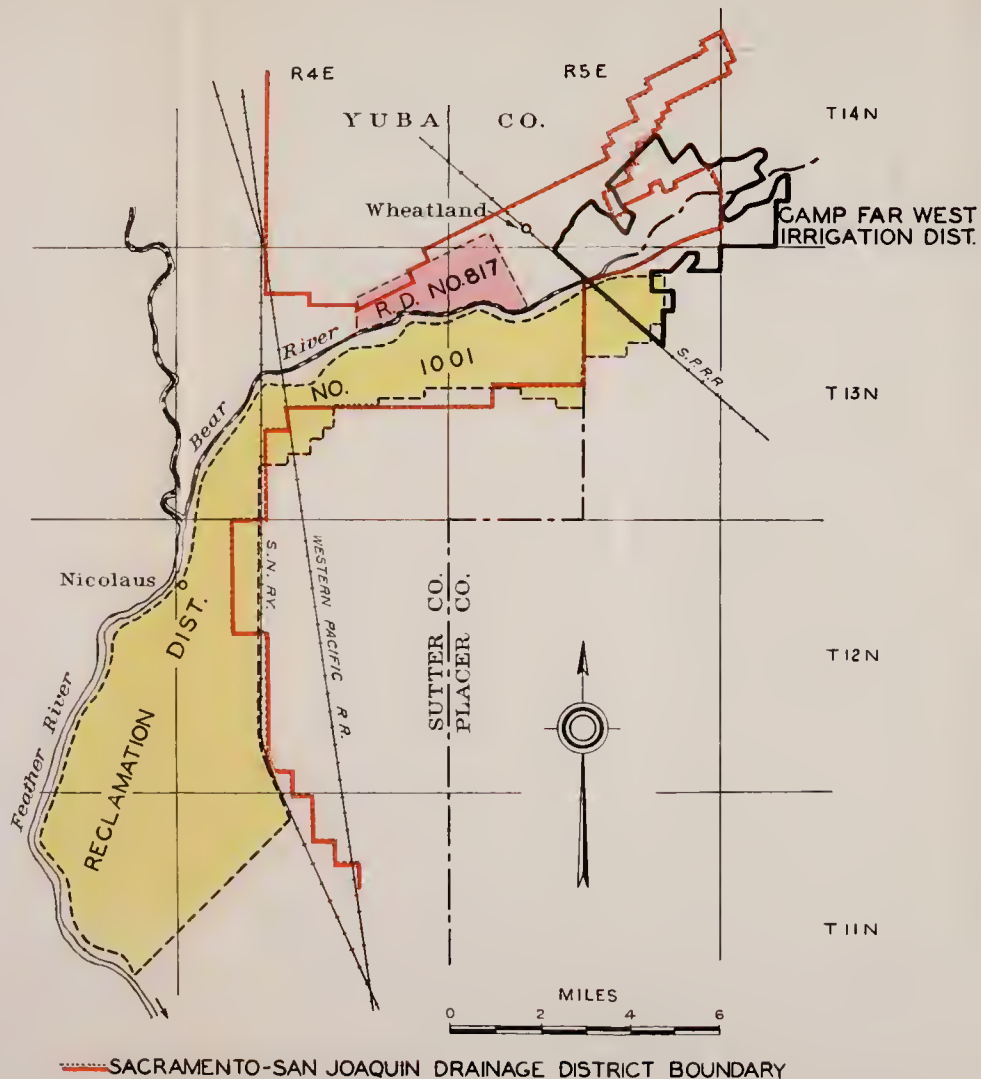 R4E
R5E
T14N
YUBA CO.
Wheatland
CAMP FAR WEST
IRRIGATION DIST.
R. D. NO. 817
River
Bear
NO. 1001
S.P.R.R
T13N
Nicolaus
S.N. RY.
WESTERN PACIFIC R.R.
DIST.
SUTTER CO.
PLACER CO.
T12N
Feather River
RECLAMATION
T11N
MILES
0 2 4 6
SACRAMENTO-SAN JOAQUIN DRAINAGE DISTRICT BOUNDARY